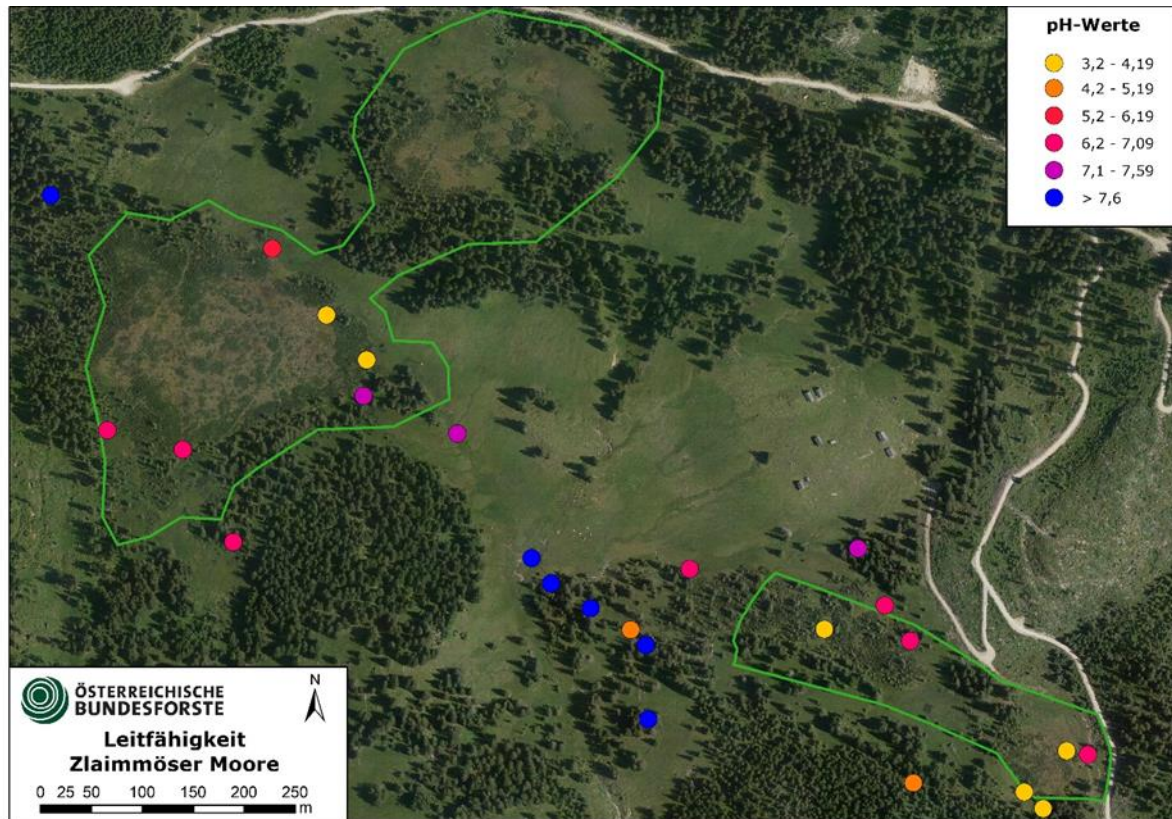 pH-Werte
3,2 - 4,19
4,2 - 5,19
5,2 - 6,19
6,2 - 7,09
7,1 - 7,59
> 7,6
ÖSTERREICHISCHE
BUNDESFORSTE
N
Leitfähigkeit
Zlaimmöser Moore
0 25 50 100 150 200 250
m